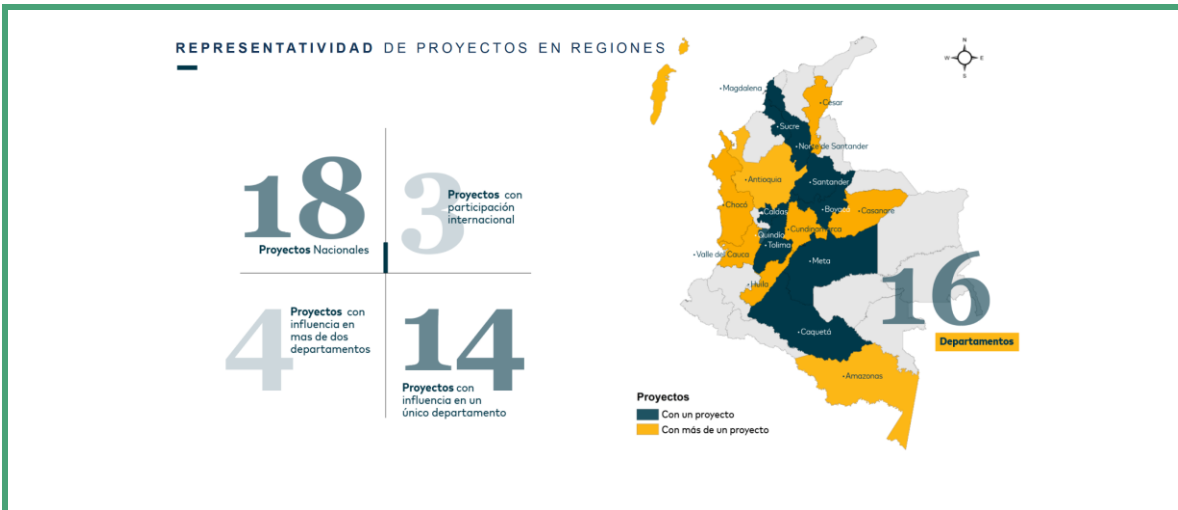 REPRESENTATIVIDAD DE PROYECTOS EN REGIONES
18
Proyectos Nacionales
3
Proyectos con
participación
internacional
4
Proyectos con
influencia en
mas de dos
departamentos
14
Proyectos con
influencia en un
único departamento
N
W E
S
Magdalena
Cesar
Sucre
Norte de Santander
Antioquia
Santander
Chocó
Caldas
Boyacá
Casanare
Quindío
Cundinamarca
Tolima
Valle del Cauca
Meta
Huila
16
Departamentos
Caquetá
Amazonas
Proyectos
Con un proyecto
Con más de un proyecto